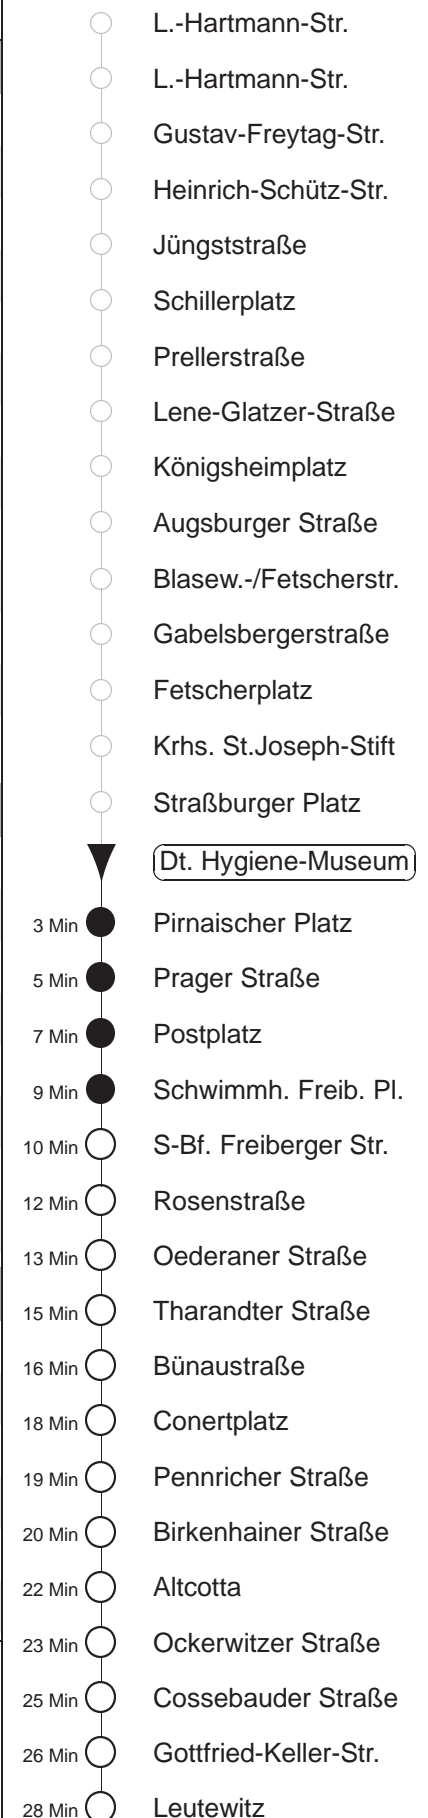 L.-Hartmann-Str.
L.-Hartmann-Str.
Gustav-Freytag-Str.
Heinrich-Schütz-Str.
Jüngststraße
Schillerplatz
Prellerstraße
Lene-Glatzer-Straße
Königsheimplatz
Augsburger Straße
Blasew.-/Fetscherstr.
Gabelsbergerstraße
Fetscherplatz
Krhs. St.Joseph-Stift
Straßburger Platz
Dt. Hygiene-Museum
3 Min Pirnaischer Platz
5 Min Prager Straße
7 Min Postplatz
9 Min Schwimmh. Freib. Pl.
10 Min S-Bf. Freiberger Str.
12 Min Rosenstraße
13 Min Oederaner Straße
15 Min Tharandter Straße
16 Min Bünaustraße
18 Min Conertplatz
19 Min Pennricher Straße
20 Min Birkenhainer Straße
22 Min Altcotta
23 Min Ockerwitzer Straße
25 Min Cossebauder Straße
26 Min Gottfried-Keller-Str.
28 Min Leutewitz